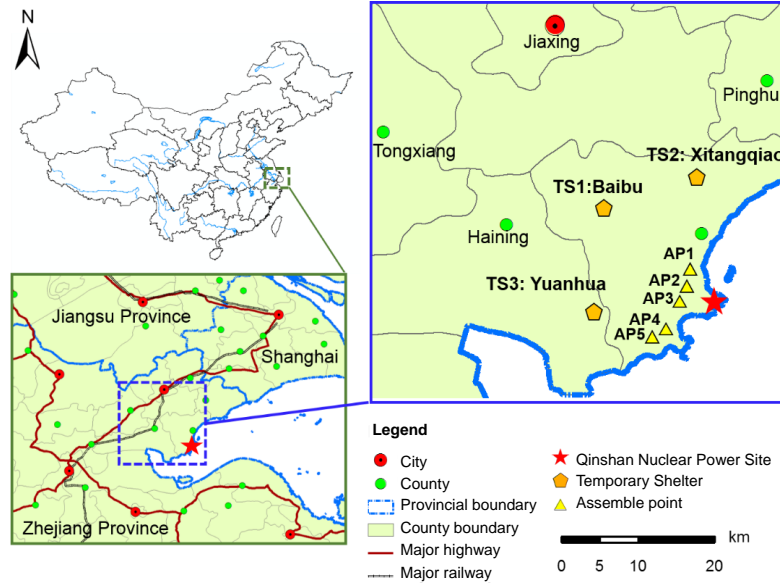 N
Jiaxing
Pinghu
Tongxiang
TS2: Xitangqiao
TS1:Baibu
Haining
AP1
AP2
TS3: Yuanhua
AP3
AP4
AP5
Jiangsu Province
Shanghai
Zhejiang Province
Legend
City
County
Provincial boundary
County boundary
Major highway
Major railway
Qinshan Nuclear Power Site
Temporary Shelter
Assemble point
km
0 10 20